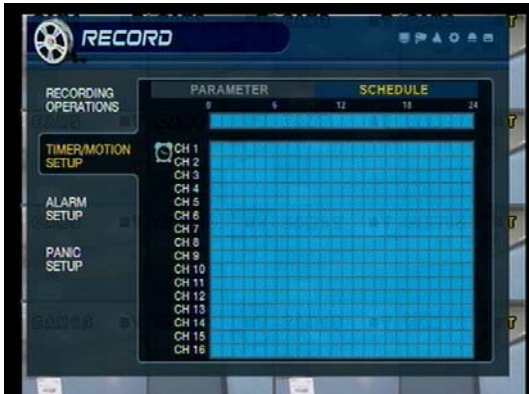 RECORD
RECORDING
OPERATIONS
TIMER/MOTION
SETUP
ALARM
SETUP
PANIC
SETUP
PARAMETER SCHEDULE
0 6 12 18 24
CH 1
CH 2
CH 3
CH 4
CH 5
CH 6
CH 7
CH 8
CH 9
CH 10
CH 11
CH 12
CH 13
CH 14
CH 15
CH 16